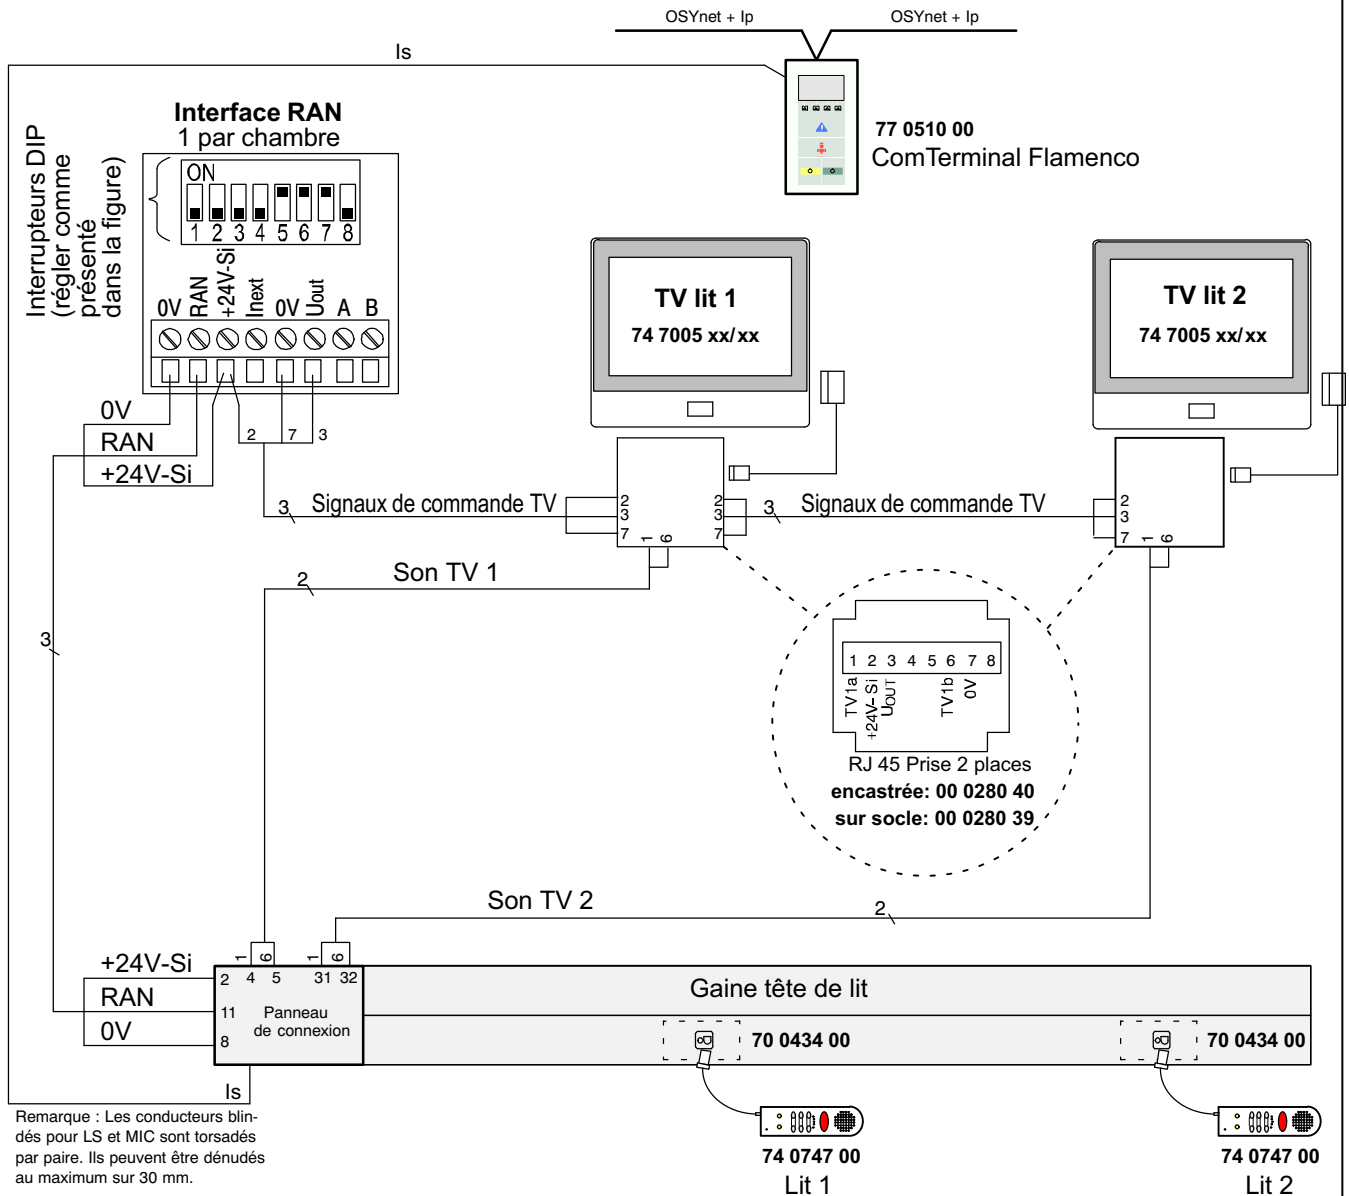 OSYnet + Ip
OSYnet + Ip
Is
Interface RAN
1 par chambre
Interrupteurs DIP
(régler comme
présenté
dans la figure)
ON
1 2 3 4 5 6 7 8
0V RAN +24V-Si Inext 0V Uout A B
77 0510 00
ComTerminal Flamenco
TV lit 1
74 7005 xx/xx
TV lit 2
74 7005 xx/xx
0V
RAN
+24V-Si
2 7 3
3 Signaux de commande TV
2
3
7
1 6
2
3
7
3 Signaux de commande TV
2
3
7
1 6
2 Son TV 1
3
1 2 3 4 5 6 7 8
TV1a
+24V- Si
UOUT
TV1b
0V
RJ 45 Prise 2 places
encastrée: 00 0280 40
sur socle: 00 0280 39
Son TV 2
2
1 6 1 6
+24V-Si
RAN
0V
2 4 5 31 32
11
8
Panneau
de connexion
Gaine tête de lit
70 0434 00
70 0434 00
Is
Remarque : Les conducteurs blin-
dés pour LS et MIC sont torsadés
par paire. Ils peuvent être dénudés
au maximum sur 30 mm.
74 0747 00
Lit 1
74 0747 00
Lit 2